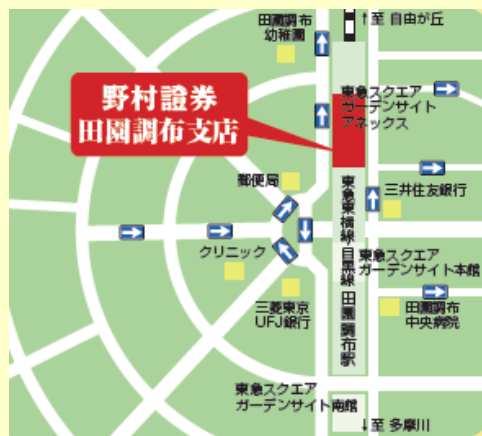 田園調布
幼稚園
↑至 自由が丘
野村證券
田園調布支店
東急スクエア
ガーデンサイト
アネックス
郵便局
三井住友銀行
東急東横線
目黒線
田園調布駅
クリニック
東急スクエア
ガーデンサイト本館
三菱東京
UFJ銀行
田園調布
中央病院
東急スクエア
ガーデンサイト南館
↓至 多摩川